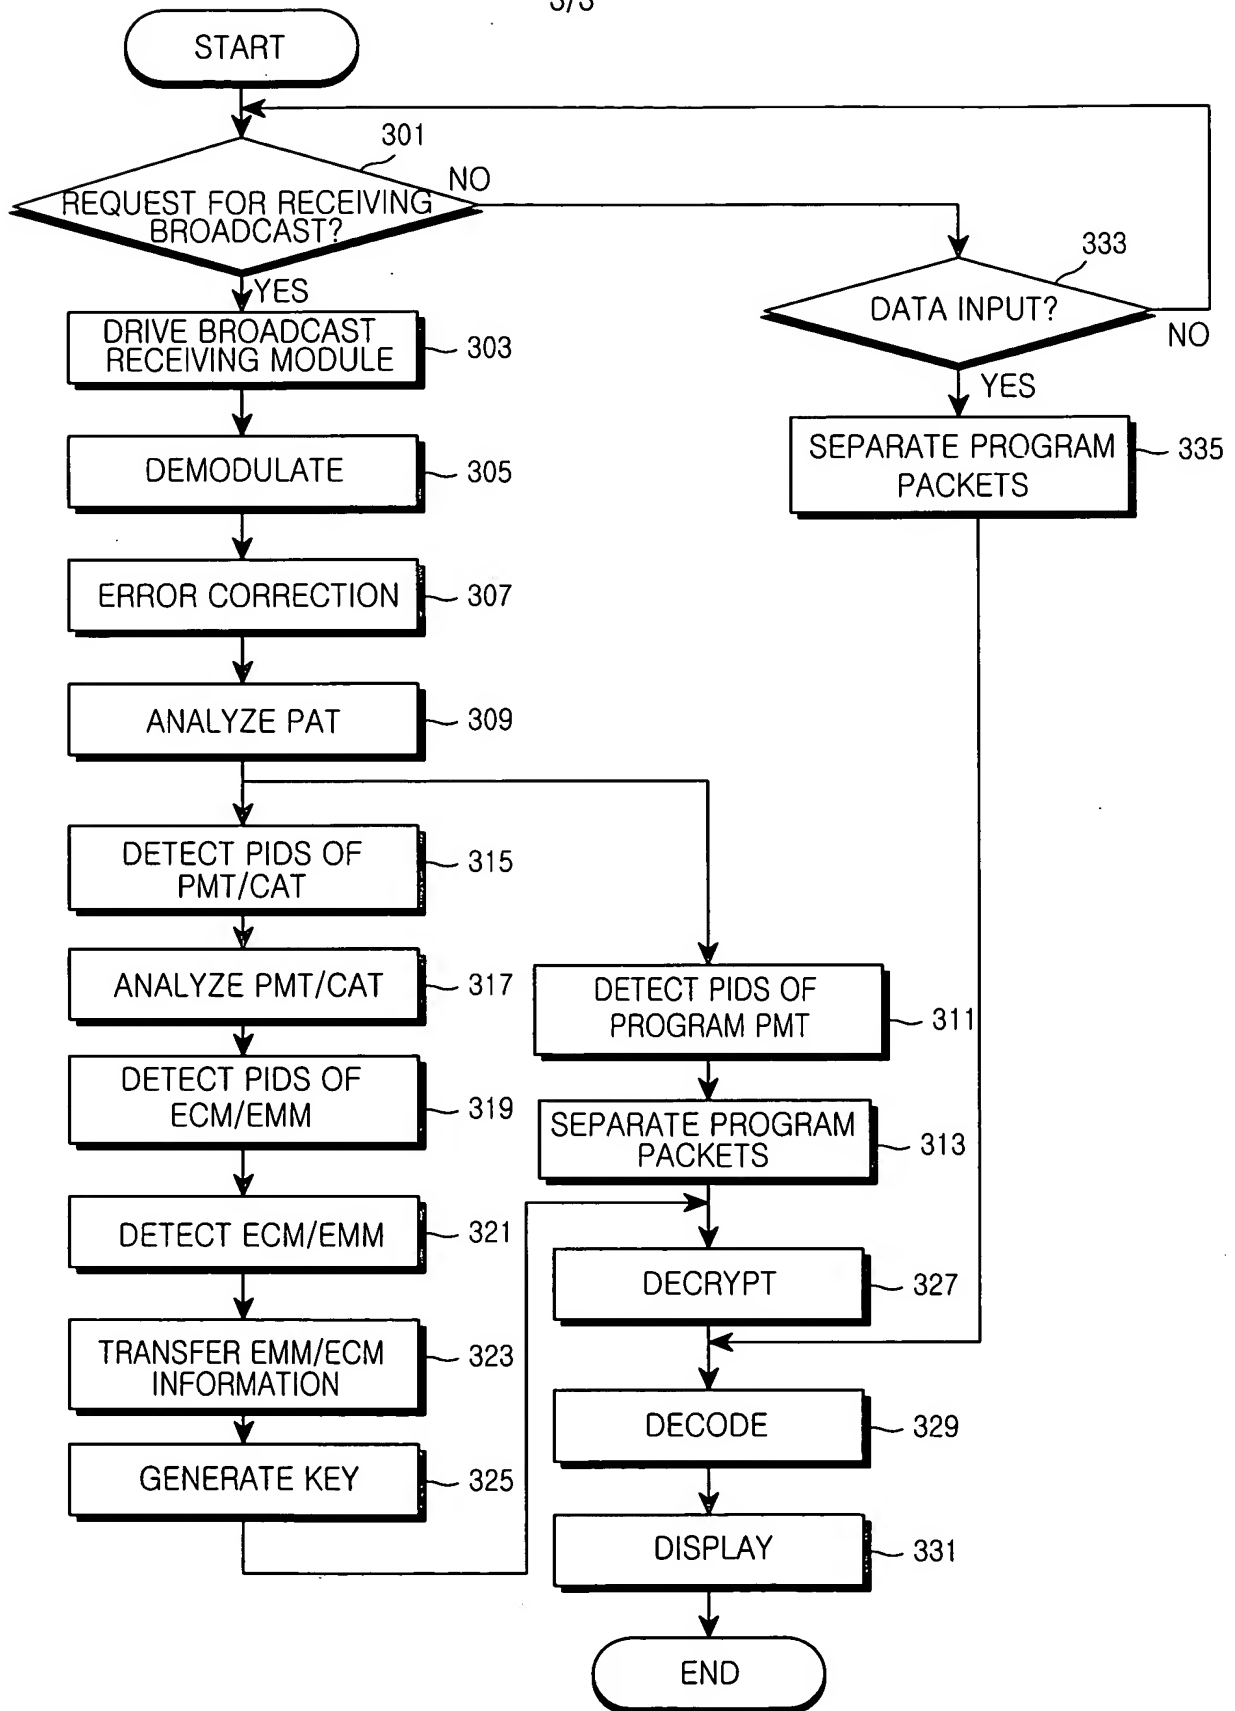 3/3
START
301
REQUEST FOR RECEIVING
BROADCAST?
NO
YES
333
DATA INPUT?
NO
YES
DRIVE BROADCAST
RECEIVING MODULE
303
SEPARATE PROGRAM
PACKETS
335
DEMODULATE
305
ERROR CORRECTION
307
ANALYZE PAT
309
DETECT PIDS OF
PMT/CAT
315
ANALYZE PMT/CAT
317
DETECT PIDS OF
PROGRAM PMT
311
DETECT PIDS OF
ECM/EMM
319
SEPARATE PROGRAM
PACKETS
313
DETECT ECM/EMM
321
DECRYPT
327
TRANSFER EMM/ECM
INFORMATION
323
DECODE
329
GENERATE KEY
325
DISPLAY
331
END